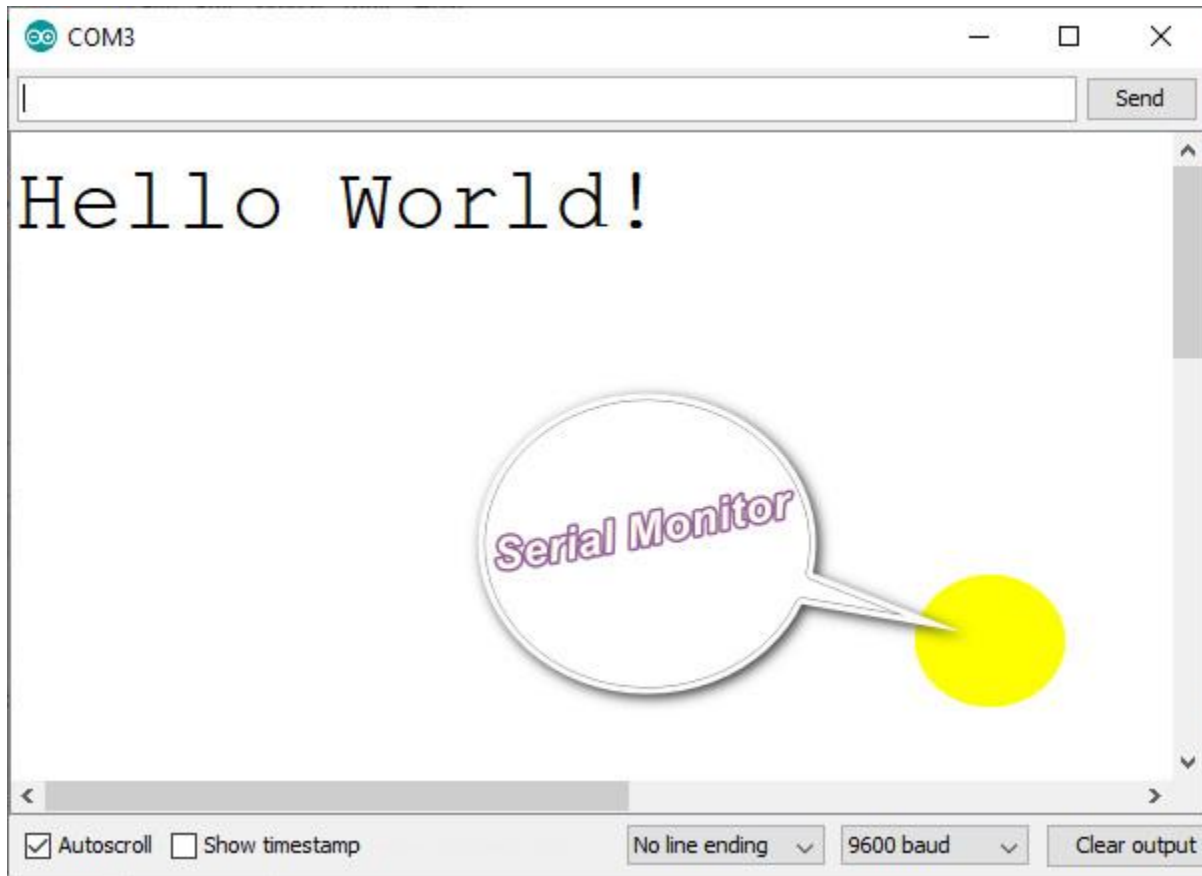 COM3
Send
Hello World!
Serial Monitor
Autoscroll Show timestamp No line ending 9600 baud Clear output